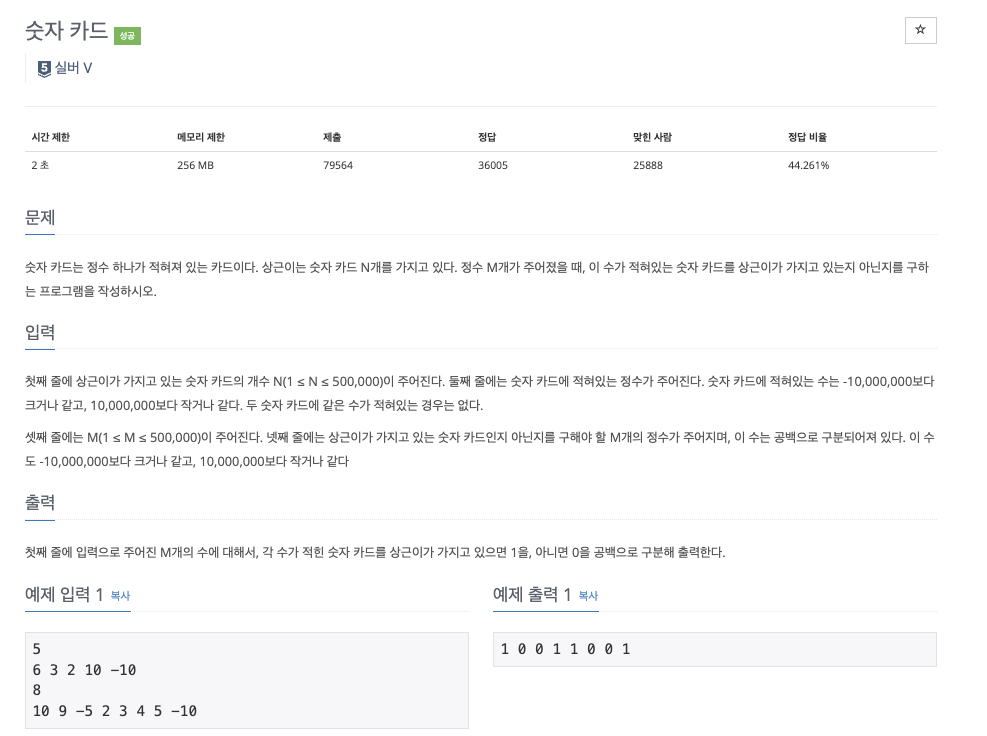 숫자 카드 성공
☆
5 실버 V
시간 제한 메모리 제한 제출 정답 맞힌 사람 정답 비율
2 초 256 MB 79564 36005 25888 44.261%
문제
숫자 카드는 정수 하나가 적혀져 있는 카드이다. 상근이는 숫자 카드 N개를 가지고 있다. 정수 M개가 주어졌을 때, 이 수가 적혀있는 숫자 카드를 상근이가 가지고 있는지 아닌지를 구하
는 프로그램을 작성하시오.
입력
첫째 줄에 상근이가 가지고 있는 숫자 카드의 개수 N(1 ≤ N ≤ 500,000)이 주어진다. 둘째 줄에는 숫자 카드에 적혀있는 정수가 주어진다. 숫자 카드에 적혀있는 수는 -10,000,000보다
크거나 같고, 10,000,000보다 작거나 같다. 두 숫자 카드에 같은 수가 적혀있는 경우는 없다.
셋째 줄에는 M(1 ≤ M ≤ 500,000)이 주어진다. 넷째 줄에는 상근이가 가지고 있는 숫자 카드인지 아닌지를 구해야 할 M개의 정수가 주어지며, 이 수는 공백으로 구분되어져 있다. 이 수
도 -10,000,000보다 크거나 같고, 10,000,000보다 작거나 같다
출력
첫째 줄에 입력으로 주어진 M개의 수에 대해서, 각 수가 적힌 숫자 카드를 상근이가 가지고 있으면 1을, 아니면 0을 공백으로 구분해 출력한다.
예제 입력 1 복사
5
6 3 2 10 -10
8
10 9 -5 2 3 4 5 -10
예제 출력 1 복사
1 0 0 1 1 0 0 1